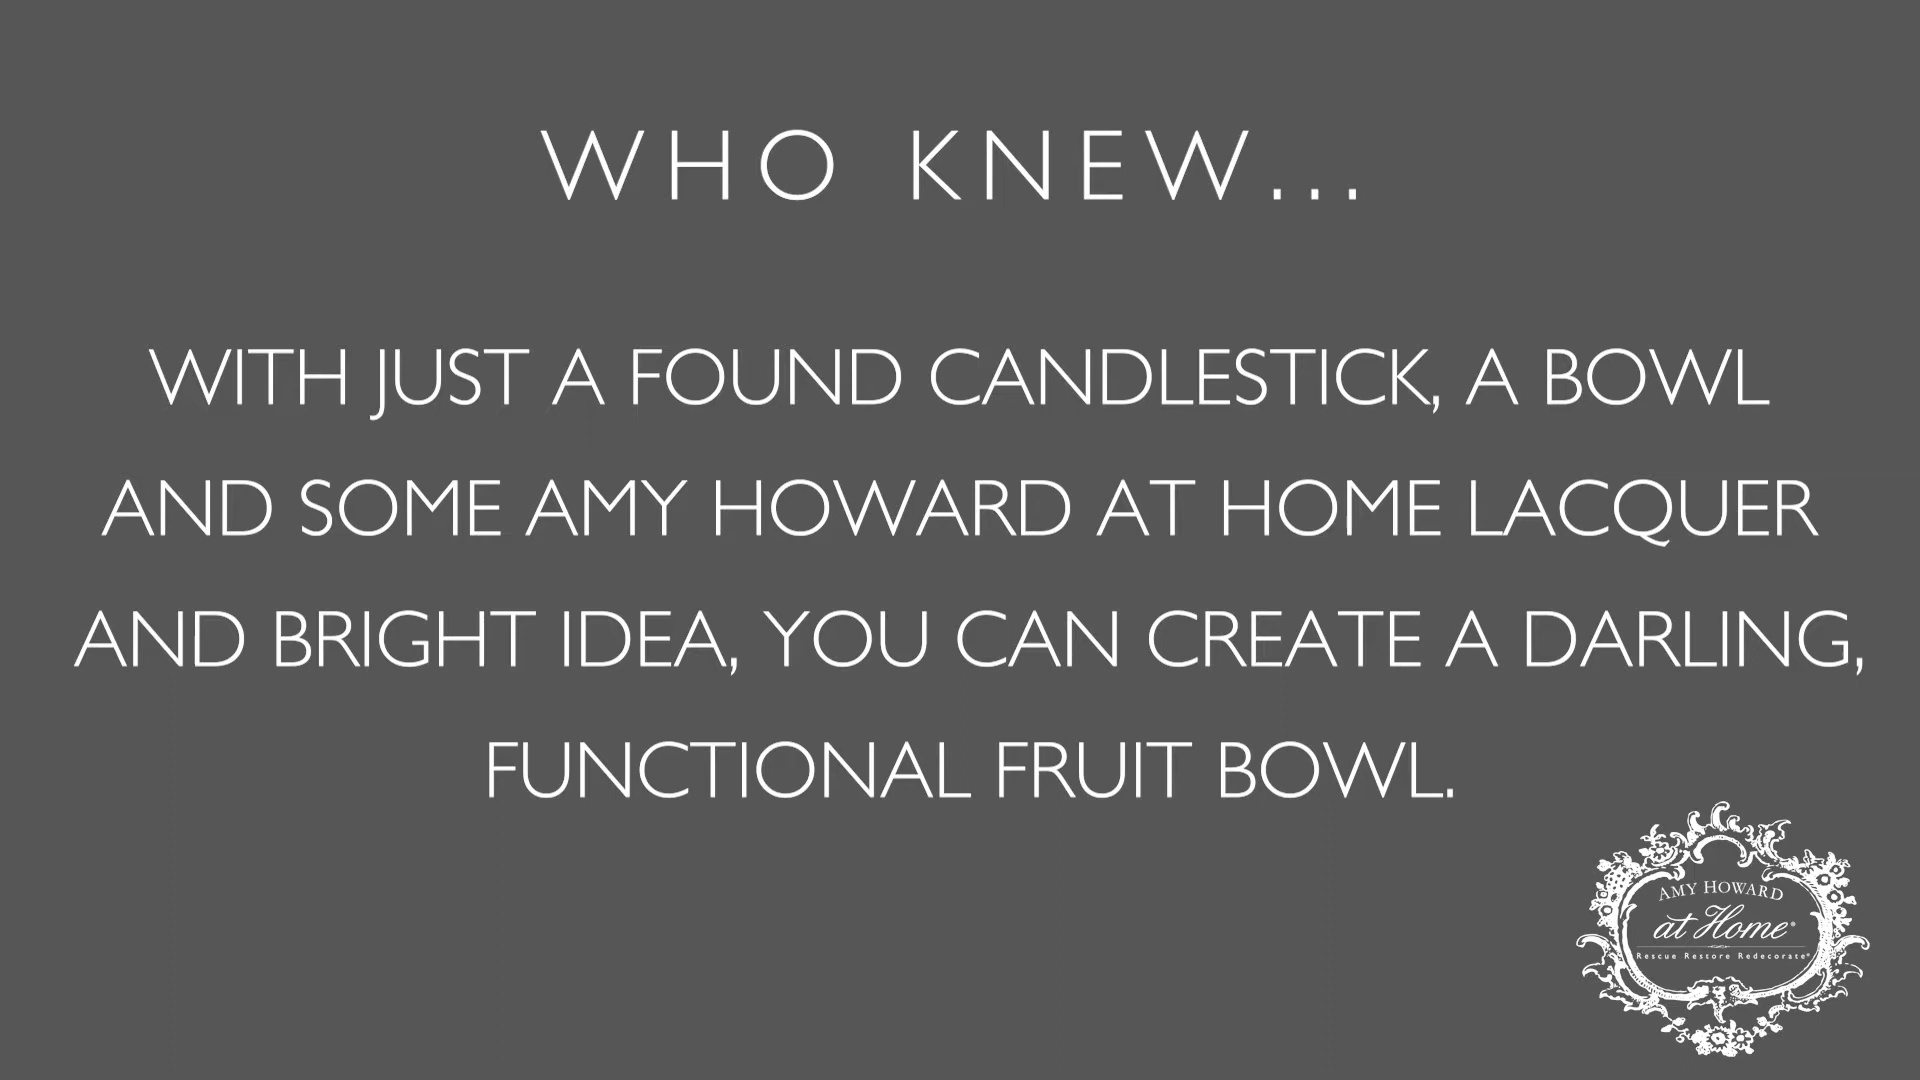 WHO KNEW...
WITH JUST A FOUND CANDLESTICK, A BOWL
AND SOME AMY HOWARD AT HOME LACQUER
AND BRIGHT IDEA, YOU CAN CREATE A DARLING,
FUNCTIONAL FRUIT BOWL.
AMY HOWARD
at Home®
Rescue Restore Redecorate®